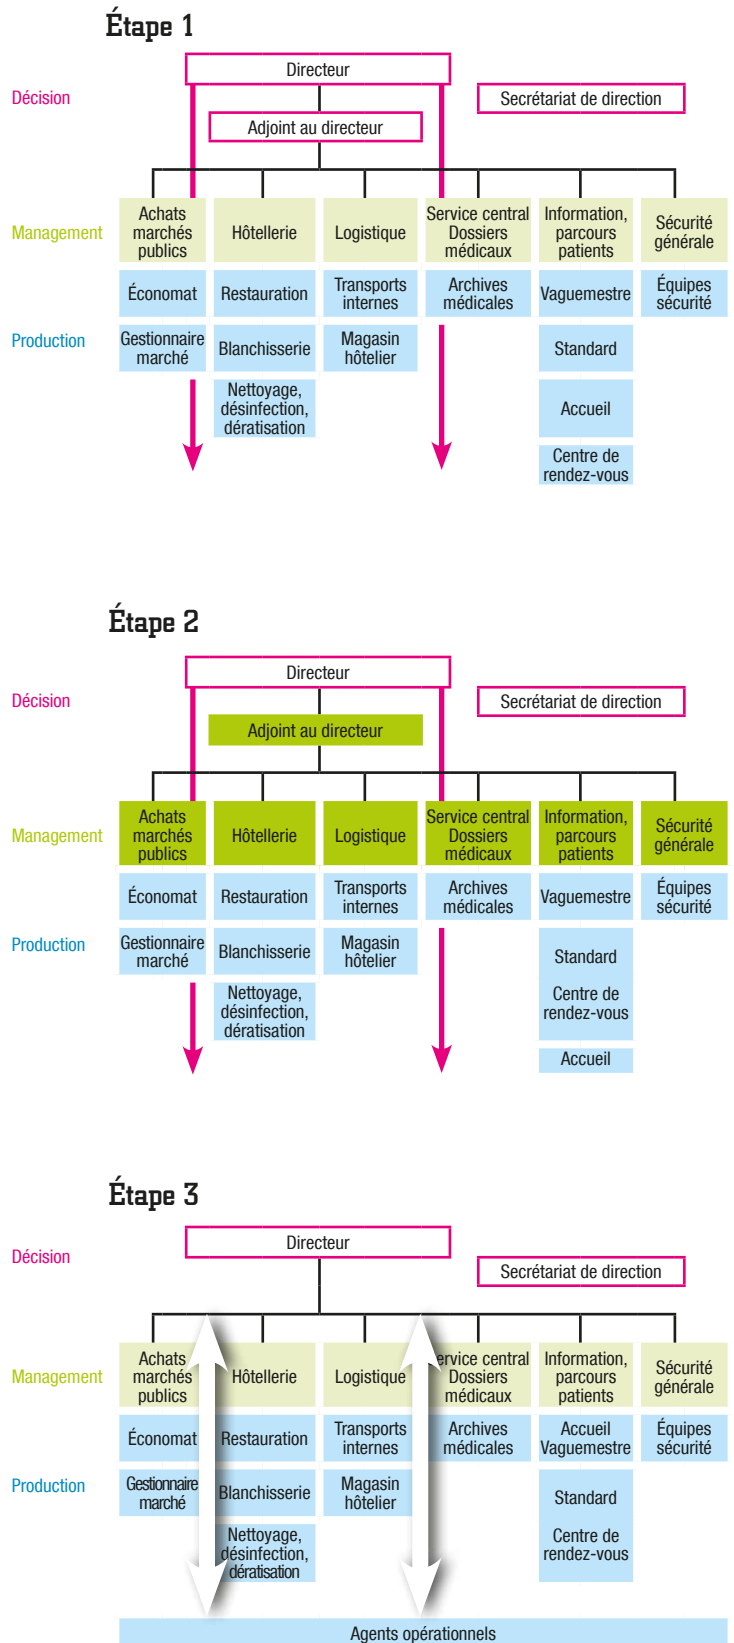 Étape 1
Directeur
Décision
Secrétariat de direction
Adjoint au directeur
Management
Achats
marchés
publics
Hôtellerie
Logistique
Service central
Dossiers
médicaux
Information,
parcours
patients
Sécurité
générale
Économat
Restauration
Transports
internes
Archives
médicales
Vaguemestre
Équipes
sécurité
Production
Gestionnaire
marché
Blanchisserie
Magasin
hôtelier
Standard
Nettoyage,
désinfection,
dératisation
Accueil
Centre de
rendez-vous
Étape 2
Directeur
Décision
Secrétariat de direction
Adjoint au directeur
Management
Achats
marchés
publics
Hôtellerie
Logistique
Service central
Dossiers
médicaux
Information,
parcours
patients
Sécurité
générale
Économat
Restauration
Transports
internes
Archives
médicales
Vaguemestre
Équipes
sécurité
Production
Gestionnaire
marché
Blanchisserie
Magasin
hôtelier
Standard
Nettoyage,
désinfection,
dératisation
Centre de
rendez-vous
Accueil
Étape 3
Directeur
Décision
Secrétariat de direction
Management
Achats
marchés
publics
Hôtellerie
Logistique
ervice central
Dossiers
médicaux
Information,
parcours
patients
Sécurité
générale
Économat
Restauration
Transports
internes
Archives
médicales
Accueil
Vaguemestre
Équipes
sécurité
Production
Gestionnaire
marché
Blanchisserie
Magasin
hôtelier
Standard
Nettoyage,
désinfection,
dératisation
Centre de
rendez-vous
Agents opérationnels